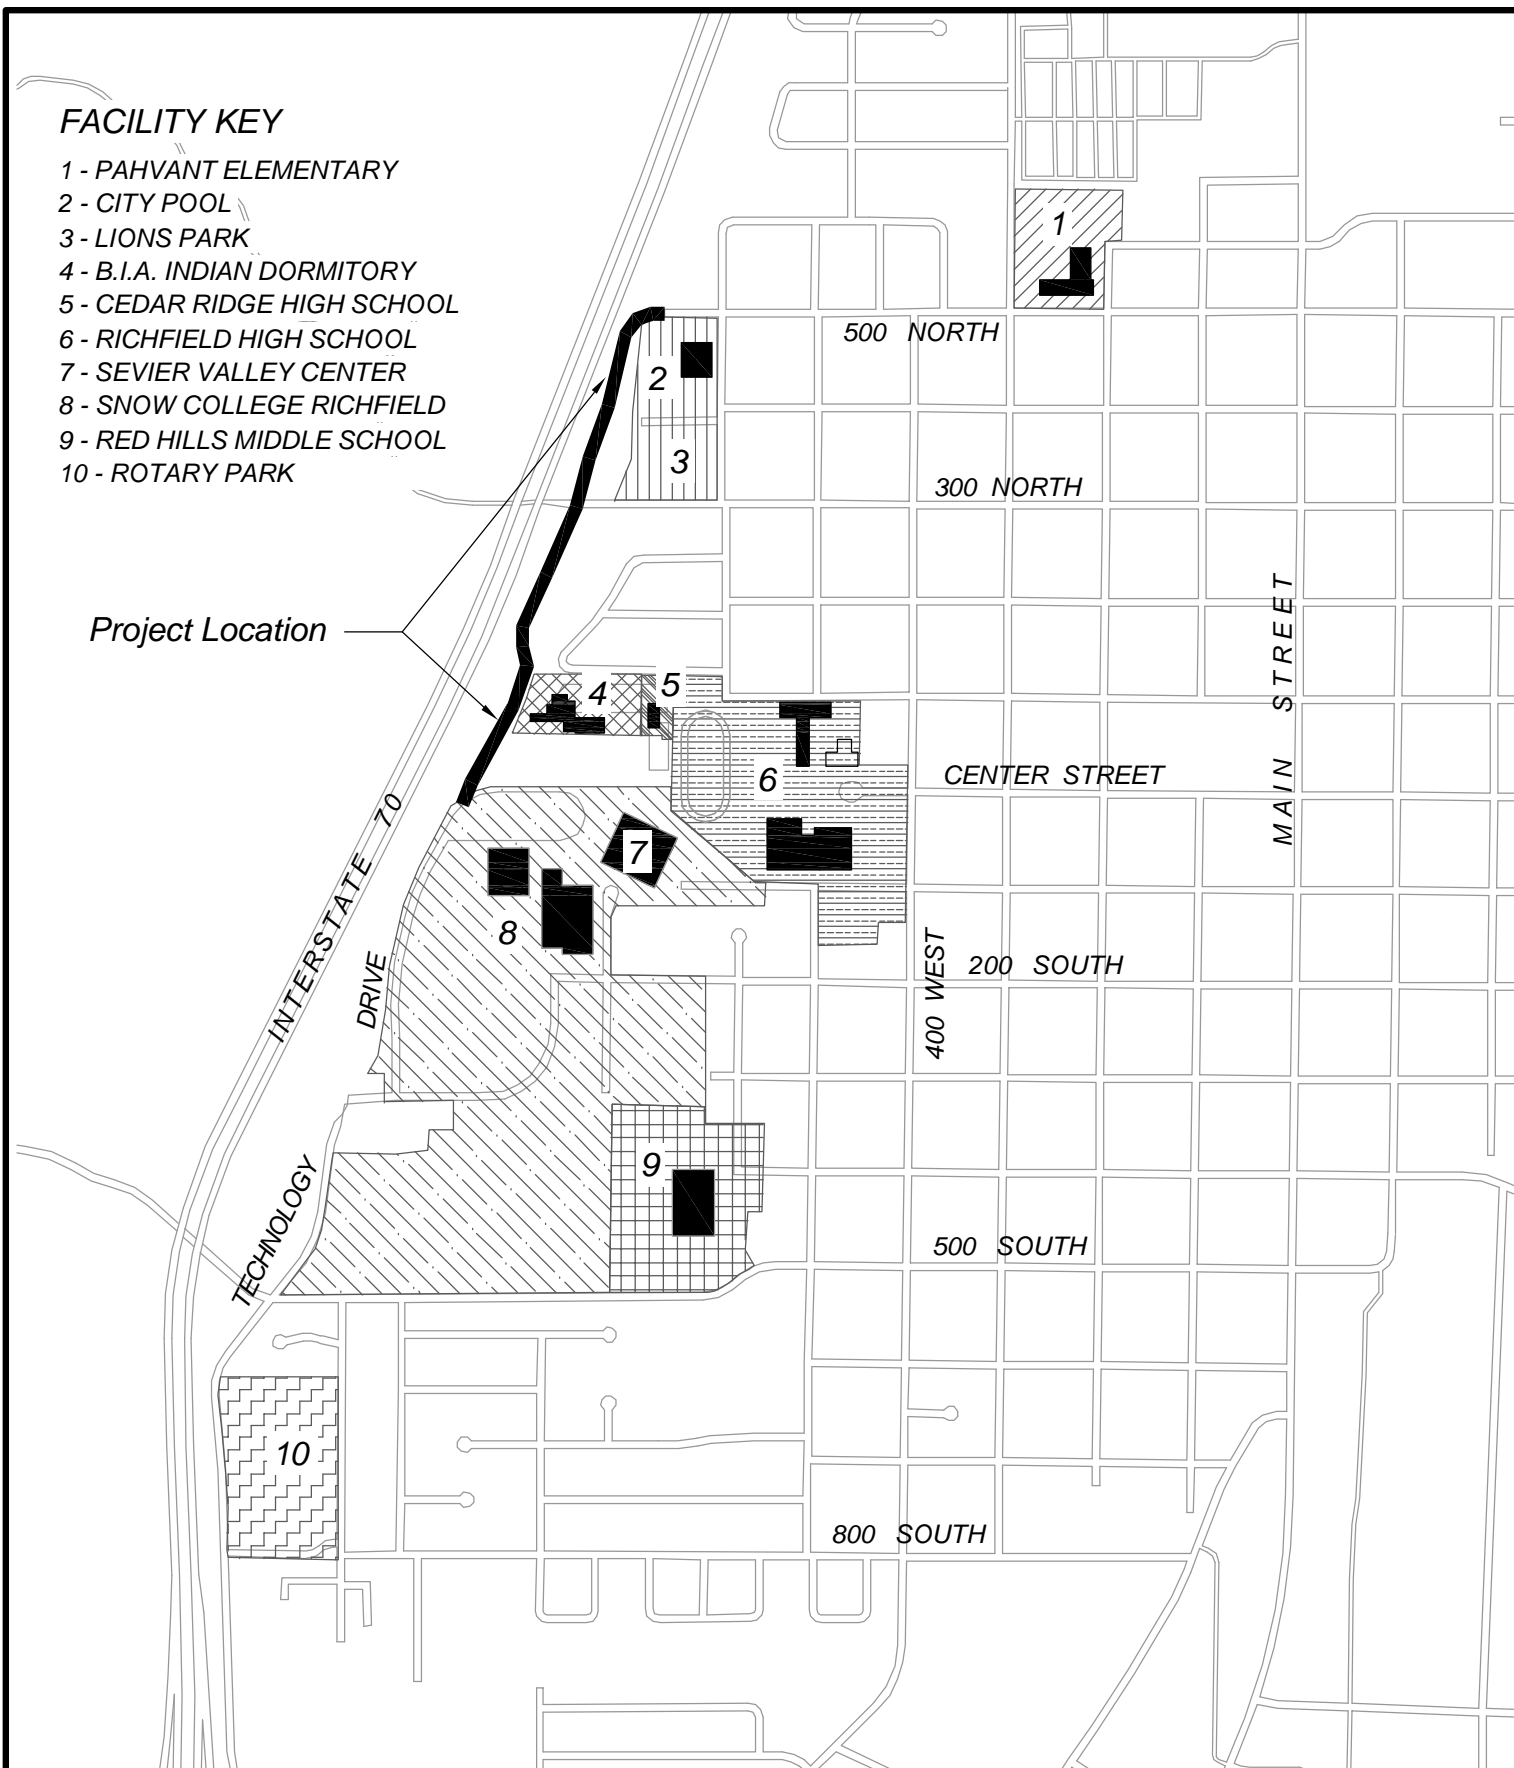 FACILITY KEY
1 - PAHVANT ELEMENTARY
2 - CITY POOL
3 - LIONS PARK
4 - B.I.A. INDIAN DORMITORY
5 - CEDAR RIDGE HIGH SCHOOL
6 - RICHFIELD HIGH SCHOOL
7 - SEVIER VALLEY CENTER
8 - SNOW COLLEGE RICHFIELD
9 - RED HILLS MIDDLE SCHOOL
10 - ROTARY PARK
1
500 NORTH
2
3
300 NORTH
Project Location
MAIN STREET
4
5
6
CENTER STREET
INTERSTATE 70
7
8
400 WEST
200 SOUTH
TECHNOLOGY DRIVE
9
500 SOUTH
10
800 SOUTH